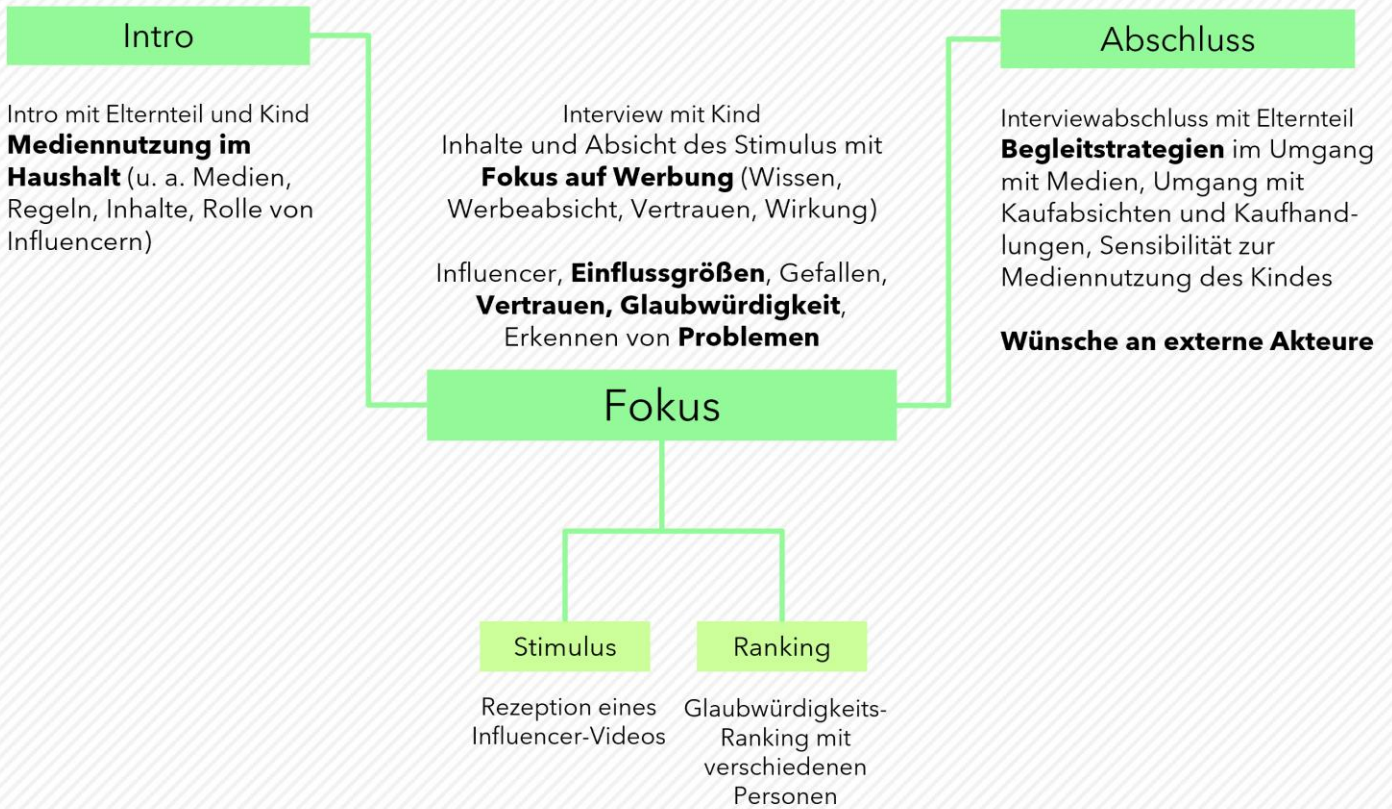 Intro
Intro mit Elternteil und Kind
Mediennutzung im
Haushalt (u. a. Medien,
Regeln, Inhalte, Rolle von
Influencern)
Interview mit Kind
Inhalte und Absicht des Stimulus mit
Fokus auf Werbung (Wissen,
Werbeabsicht, Vertrauen, Wirkung)
Influencer, Einflussgrößen, Gefallen,
Vertrauen, Glaubwürdigkeit,
Erkennen von Problemen
Fokus
Stimulus
Rezeption eines
Influencer-Videos
Ranking
Glaubwürdigkeits-
Ranking mit
verschiedenen
Personen
Abschluss
Interviewabschluss mit Elternteil
Begleitstrategien im Umgang
mit Medien, Umgang mit
Kaufabsichten und Kaufhand-
lungen, Sensibilität zur
Mediennutzung des Kindes
Wünsche an externe Akteure